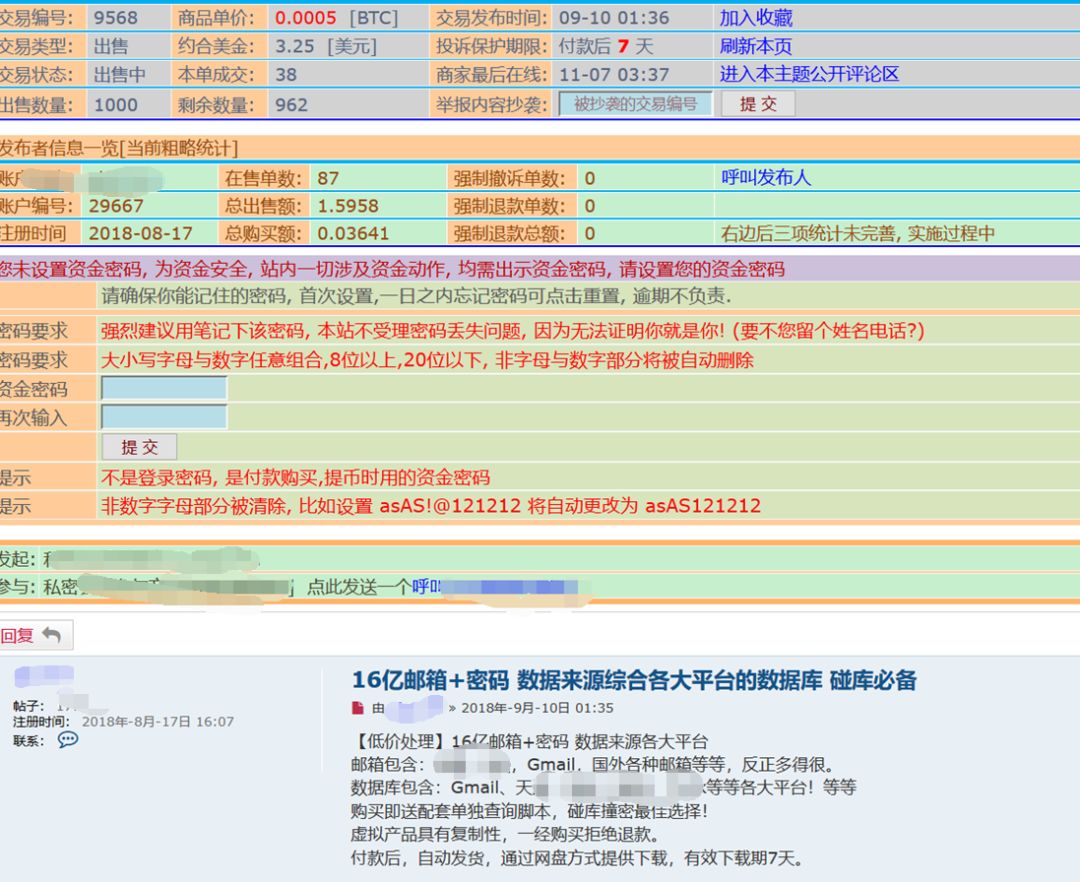 交易编号: 9568 商品单价: 0.0005 [BTC] 交易发布时间: 09-10 01:36 加入收藏
交易类型: 出售 约合美金: 3.25 [美元] 投诉保护期限: 付款后 7 天 刷新本页
交易状态: 出售中 本单成交: 38 商家最后在线: 11-07 03:37 进入本主题公开评论区
出售数量: 1000 剩余数量: 962 举报内容抄袭: 被抄袭的交易编号 提 交
发布者信息一览[当前粗略统计]
账户 在售单数: 87 强制撤诉单数: 0 呼叫发布人
账户编号: 29667 总出售额: 1.5958 强制退款单数: 0
注册时间 2018-08-17 总购买额: 0.03641 强制退款总额: 0 右边后三项统计未完善, 实施过程中
您未设置资金密码, 为资金安全, 站内一切涉及资金动作, 均需出示资金密码, 请设置您的资金密码
请确保你能记住的密码, 首次设置,一日之内忘记密码可点击重置, 逾期不负责.
密码要求 强烈建议用笔记下该密码, 本站不受理密码丢失问题, 因为无法证明你就是你! (要不您留个姓名电话?)
密码要求 大小写字母与数字任意组合,8位以上,20位以下, 非字母与数字部分将被自动删除
资金密码
再次输入
提 交
提示 不是登录密码, 是付款购买,提币时用的资金密码
提示 非数字字母部分被清除, 比如设置 asAS!@121212 将自动更改为 asAS121212
发起:
参与: 私密 点此发送一个呼叫
回复
16亿邮箱+密码 数据来源综合各大平台的数据库 碰库必备
由 » 2018年-9月-10日 01:35
帖子:
注册时间: 2018年-8月-17日 16:07
联系:
【低价处理】16亿邮箱+密码 数据来源各大平台
邮箱包含: , Gmail, 国外各种邮箱等等, 反正多得很。
数据库包含: Gmail、天 等等各大平台! 等等
购买即送配套单独查询脚本, 碰库撞密最佳选择!
虚拟产品具有复制性, 一经购买拒绝退款。
付款后, 自动发货, 通过网盘方式提供下载, 有效下载期7天。